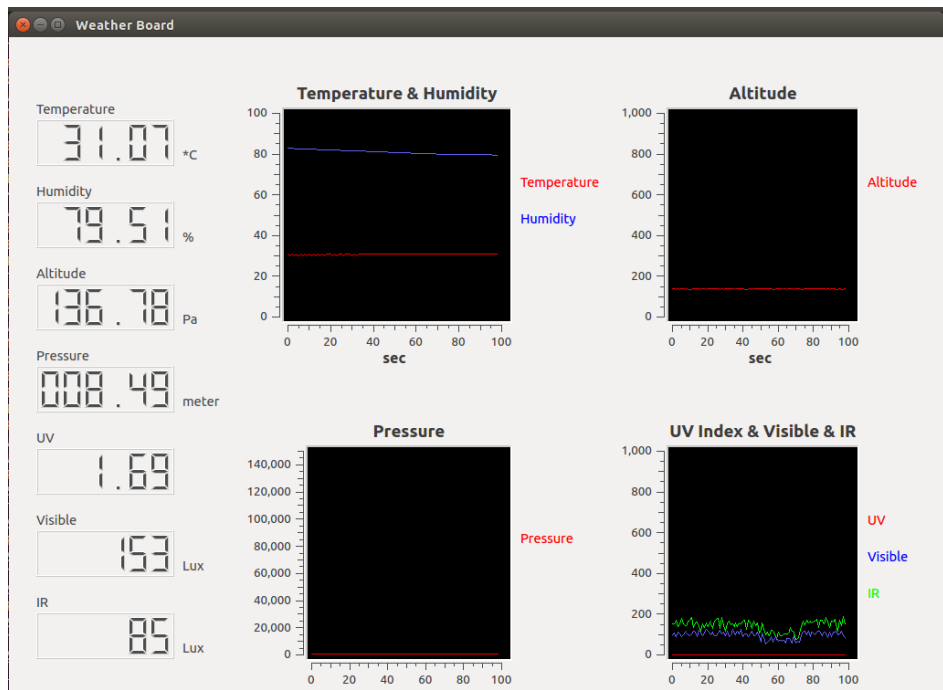 Weather Board
Temperature
31.07 *C
Humidity
79.51 %
Altitude
136.78 Pa
Pressure
008.49 meter
UV
1.69
Visible
153 Lux
IR
85 Lux
Temperature & Humidity
100
80
60
40
20
0
0 20 40 60 80 100
sec
Temperature
Humidity
Altitude
1,000
800
600
400
200
0
0 20 40 60 80 100
sec
Altitude
Pressure
140,000
120,000
100,000
80,000
60,000
40,000
20,000
0
0 20 40 60 80 100
Pressure
UV Index & Visible & IR
1,000
800
600
400
200
0
0 20 40 60 80 100
UV
Visible
IR